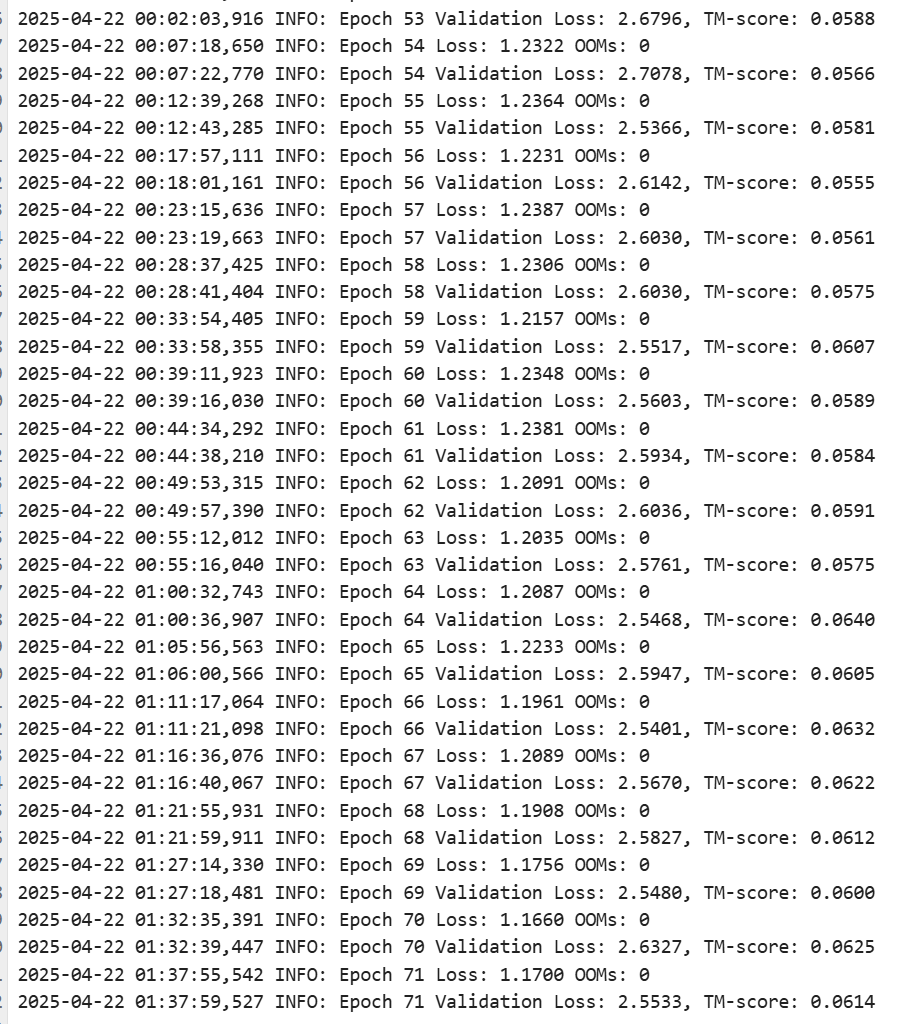 2025-04-22 00:02:03,916 INFO: Epoch 53 Validation Loss: 2.6796, TM-score: 0.0588
2025-04-22 00:07:18,650 INFO: Epoch 54 Loss: 1.2322 OOMs: 0
2025-04-22 00:07:22,770 INFO: Epoch 54 Validation Loss: 2.7078, TM-score: 0.0566
2025-04-22 00:12:39,268 INFO: Epoch 55 Loss: 1.2364 OOMs: 0
2025-04-22 00:12:43,285 INFO: Epoch 55 Validation Loss: 2.5366, TM-score: 0.0581
2025-04-22 00:17:57,111 INFO: Epoch 56 Loss: 1.2231 OOMs: 0
2025-04-22 00:18:01,161 INFO: Epoch 56 Validation Loss: 2.6142, TM-score: 0.0555
2025-04-22 00:23:15,636 INFO: Epoch 57 Loss: 1.2387 OOMs: 0
2025-04-22 00:23:19,663 INFO: Epoch 57 Validation Loss: 2.6030, TM-score: 0.0561
2025-04-22 00:28:37,425 INFO: Epoch 58 Loss: 1.2306 OOMs: 0
2025-04-22 00:28:41,404 INFO: Epoch 58 Validation Loss: 2.6030, TM-score: 0.0575
2025-04-22 00:33:54,405 INFO: Epoch 59 Loss: 1.2157 OOMs: 0
2025-04-22 00:33:58,355 INFO: Epoch 59 Validation Loss: 2.5517, TM-score: 0.0607
2025-04-22 00:39:11,923 INFO: Epoch 60 Loss: 1.2348 OOMs: 0
2025-04-22 00:39:16,030 INFO: Epoch 60 Validation Loss: 2.5603, TM-score: 0.0589
2025-04-22 00:44:34,292 INFO: Epoch 61 Loss: 1.2381 OOMs: 0
2025-04-22 00:44:38,210 INFO: Epoch 61 Validation Loss: 2.5934, TM-score: 0.0584
2025-04-22 00:49:53,315 INFO: Epoch 62 Loss: 1.2091 OOMs: 0
2025-04-22 00:49:57,390 INFO: Epoch 62 Validation Loss: 2.6036, TM-score: 0.0591
2025-04-22 00:55:12,012 INFO: Epoch 63 Loss: 1.2035 OOMs: 0
2025-04-22 00:55:16,040 INFO: Epoch 63 Validation Loss: 2.5761, TM-score: 0.0575
2025-04-22 01:00:32,743 INFO: Epoch 64 Loss: 1.2087 OOMs: 0
2025-04-22 01:00:36,907 INFO: Epoch 64 Validation Loss: 2.5468, TM-score: 0.0640
2025-04-22 01:05:56,563 INFO: Epoch 65 Loss: 1.2233 OOMs: 0
2025-04-22 01:06:00,566 INFO: Epoch 65 Validation Loss: 2.5947, TM-score: 0.0605
2025-04-22 01:11:17,064 INFO: Epoch 66 Loss: 1.1961 OOMs: 0
2025-04-22 01:11:21,098 INFO: Epoch 66 Validation Loss: 2.5401, TM-score: 0.0632
2025-04-22 01:16:36,076 INFO: Epoch 67 Loss: 1.2089 OOMs: 0
2025-04-22 01:16:40,067 INFO: Epoch 67 Validation Loss: 2.5670, TM-score: 0.0622
2025-04-22 01:21:55,931 INFO: Epoch 68 Loss: 1.1908 OOMs: 0
2025-04-22 01:21:59,911 INFO: Epoch 68 Validation Loss: 2.5827, TM-score: 0.0612
2025-04-22 01:27:14,330 INFO: Epoch 69 Loss: 1.1756 OOMs: 0
2025-04-22 01:27:18,481 INFO: Epoch 69 Validation Loss: 2.5480, TM-score: 0.0600
2025-04-22 01:32:35,391 INFO: Epoch 70 Loss: 1.1660 OOMs: 0
2025-04-22 01:32:39,447 INFO: Epoch 70 Validation Loss: 2.6327, TM-score: 0.0625
2025-04-22 01:37:55,542 INFO: Epoch 71 Loss: 1.1700 OOMs: 0
2025-04-22 01:37:59,527 INFO: Epoch 71 Validation Loss: 2.5533, TM-score: 0.0614